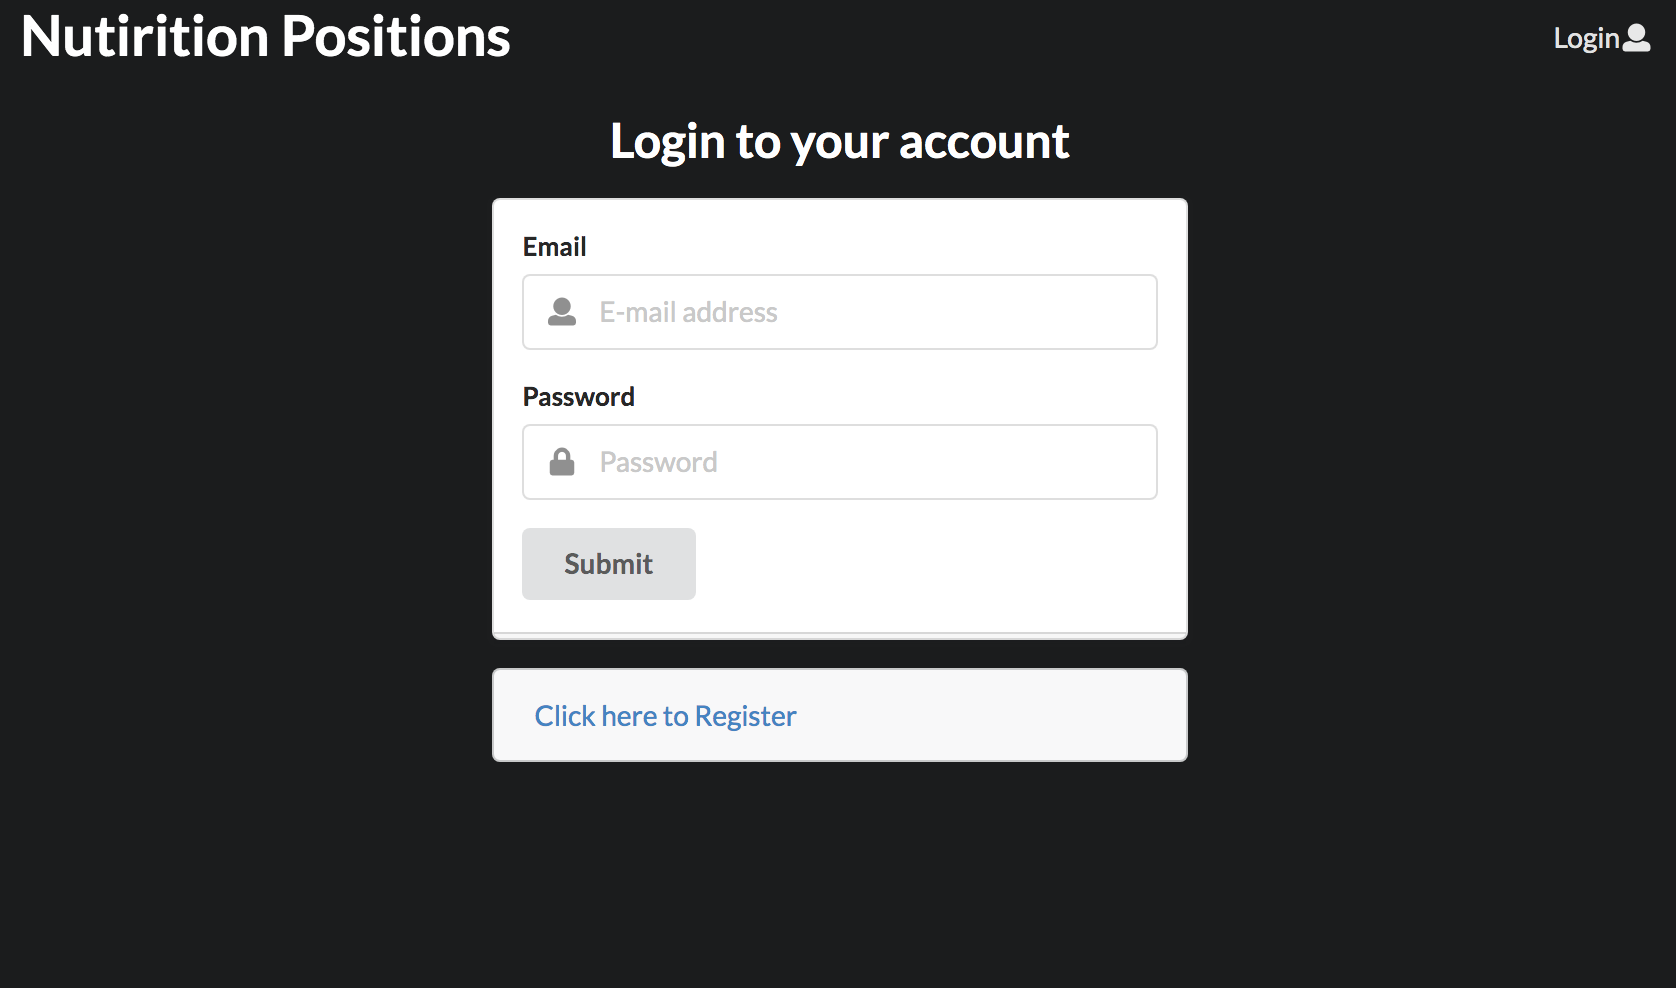 Nutirition Positions
Login
Login to your account
Email
E-mail address
Password
Password
Submit
Click here to Register